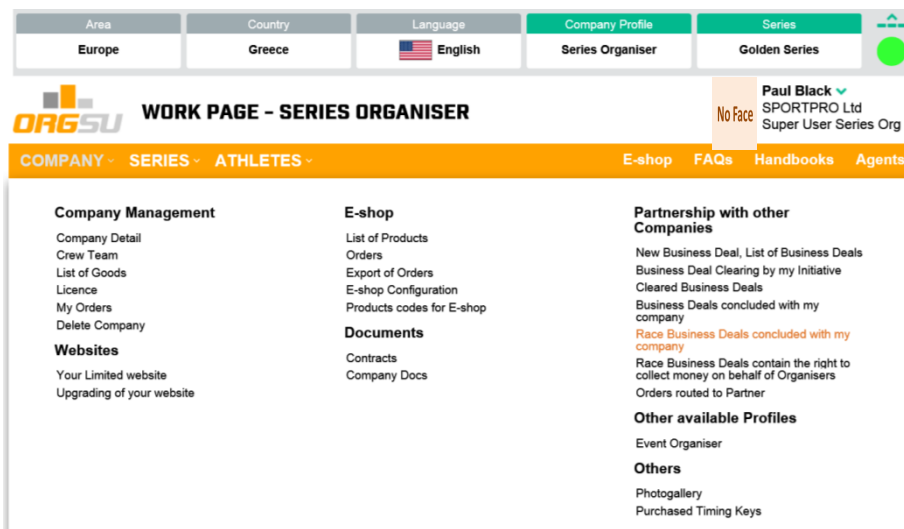 Area Country Language Company Profile Series
Europe Greece English Series Organiser Golden Series
ORGSU
WORK PAGE – SERIES ORGANISER
No Face
Paul Black
SPORTPRO Ltd
Super User Series Org
COMPANY SERIES ATHLETES E-shop FAQs Handbooks Agents
Company Management
Company Detail
Crew Team
List of Goods
Licence
My Orders
Delete Company
Websites
Your Limited website
Upgrading of your website
E-shop
List of Products
Orders
Export of Orders
E-shop Configuration
Products codes for E-shop
Documents
Contracts
Company Docs
Partnership with other
Companies
New Business Deal, List of Business Deals
Business Deal Clearing by my Initiative
Cleared Business Deals
Business Deals concluded with my
company
Race Business Deals concluded with my
company
Race Business Deals contain the right to
collect money on behalf of Organisers
Orders routed to Partner
Other available Profiles
Event Organiser
Others
Photogallery
Purchased Timing Keys